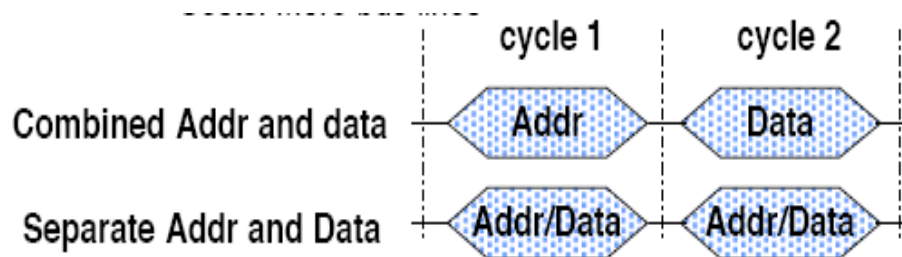 cycle 1 cycle 2
Combined Addr and data Addr Data
Separate Addr and Data Addr/Data Addr/Data